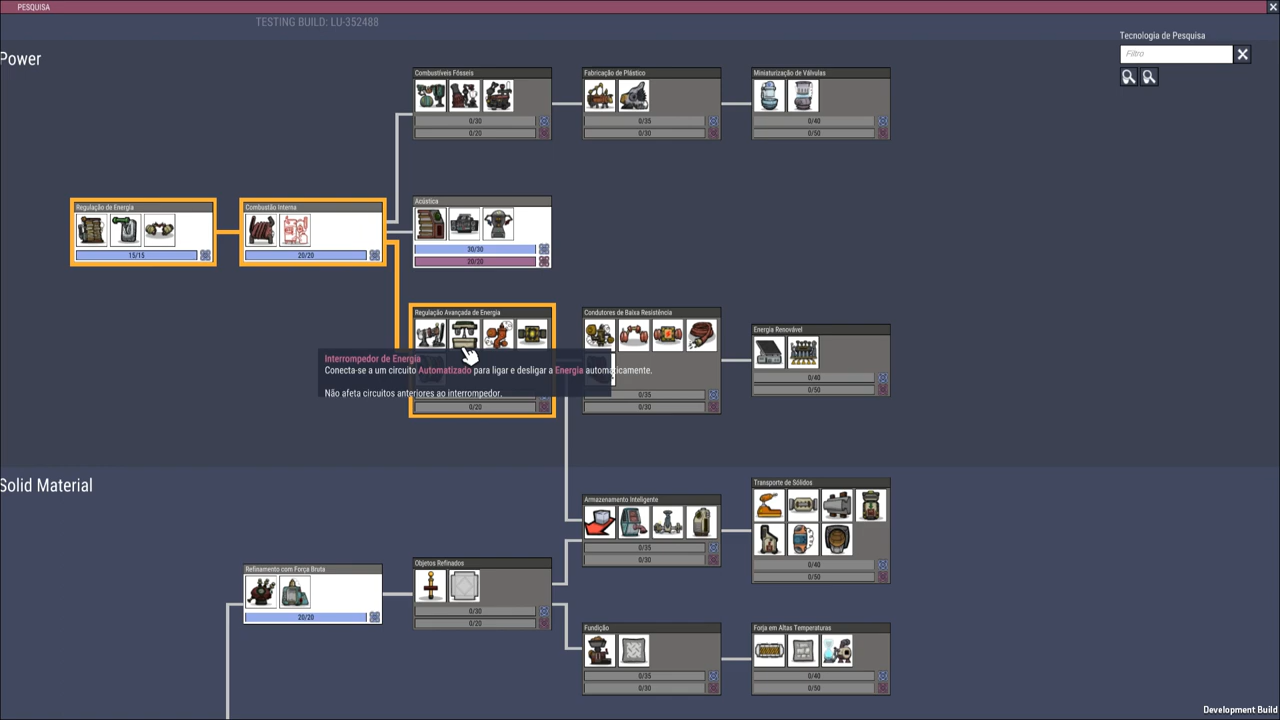 PESQUISA
TESTING BUILD: LU-352488
Tecnologia de Pesquisa
Filtro
Power
Combustíveis Fósseis
0/30
0/20
Fabricação de Plástico
0/35
0/30
Miniaturização de Válvulas
0/40
0/50
Regulação de Energia
15/15
Combustão Interna
20/20
Acústica
30/30
20/20
Regulação Avançada de Energia
0/20
Condutores de Baixa Resistência
0/35
0/30
Energia Renovável
0/40
0/50
Interrompedor de Energia
Conecta-se a um circuito Automatizado para ligar e desligar a Energia automaticamente.
Não afeta circuitos anteriores ao interrompedor.
Solid Material
Armazenamento Inteligente
0/35
0/30
Transporte de Sólidos
0/40
0/50
Refinamento com Força Bruta
20/20
Objetos Refinados
0/30
0/20
Fundição
0/35
0/30
Forja em Altas Temperaturas
0/40
0/50
Development Build